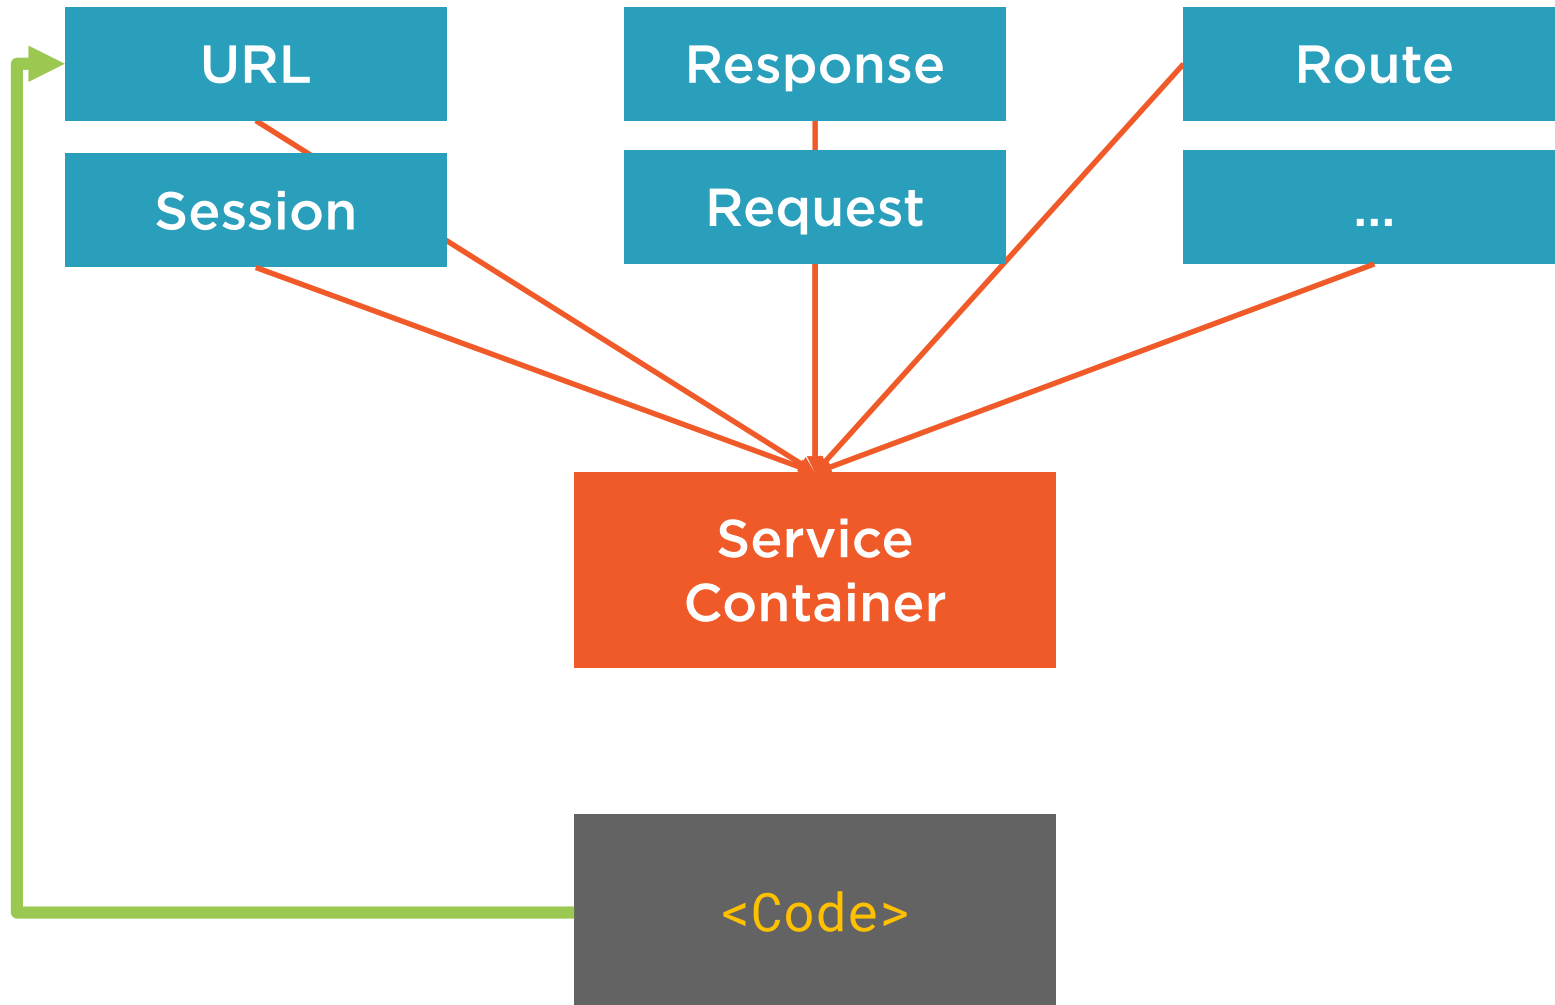 URL
Response
Route
Session
Request
...
Service
Container
<Code>